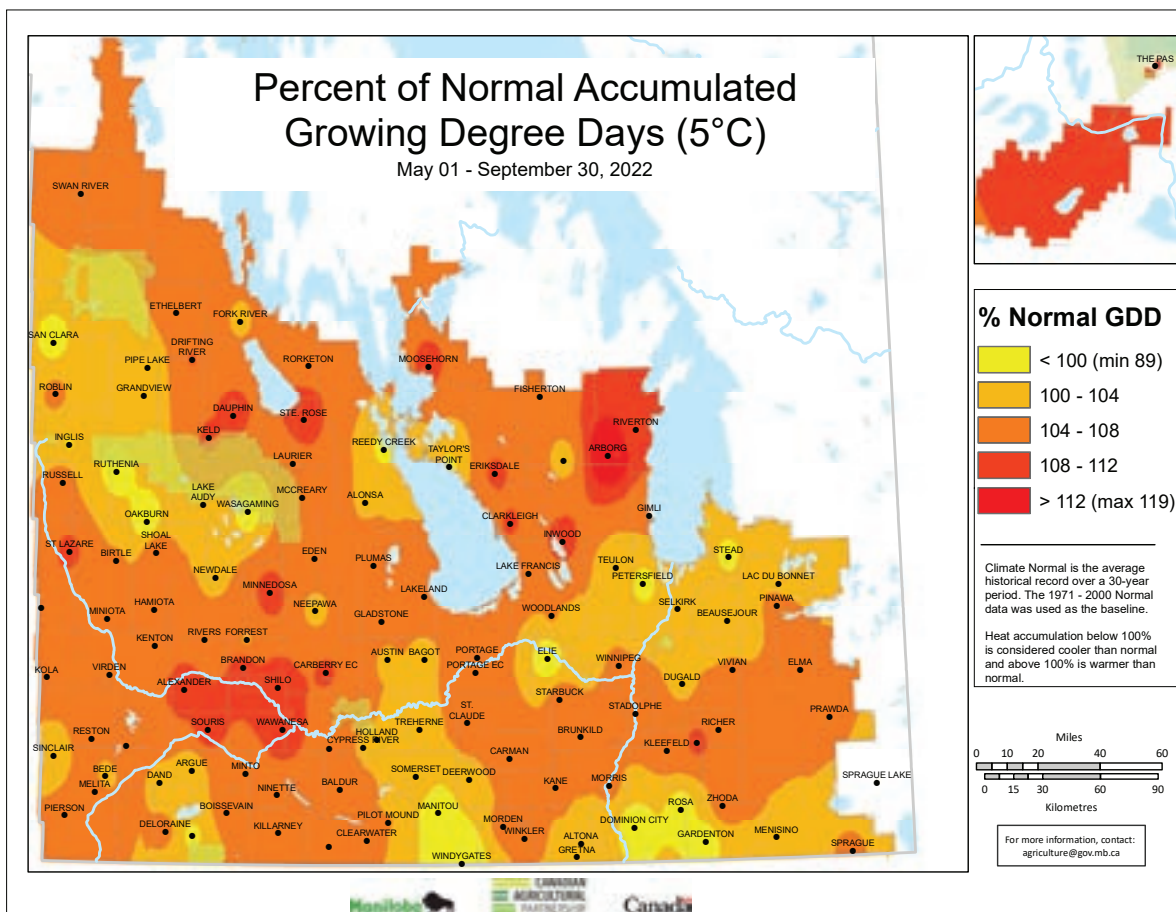 Percent of Normal Accumulated
Growing Degree Days (5°C)
May 01 - September 30, 2022
THE PAS
SWAN RIVER
ETHELBERT
FORK RIVER
SAN CLARA
DRIFTING
RIVER
PIPE LAKE
RORKETON
MOOSEHORN
ROBLIN
GRANDVIEW
FISHERTON
DAUPHIN
STE. ROSE
KELD
RIVERTON
INGLIS
REEDY CREEK
TAYLOR'S
POINT
ARBORG
RUTHENIA
LAURIER
ERIKSDALE
RUSSELL
LAKE
AUDY
WASAGAMING
MCCREARY
ALONSA
OAKBURN
CLARKLEIGH
GIMLI
SHOAL
LAKE
INWOOD
ST LAZARE
BIRTLE
EDEN
PLUMAS
STEAD
NEWDALE
LAKE FRANCIS
TEULON
PETERSFIELD
LAC DU BONNET
MINNEDOSA
LAKELAND
HAMIOTA
NEEPAWA
MINIOTA
GLADSTONE
WOODLANDS
SELKIRK
BEAUSEJOUR
PINAWA
KENTON
RIVERS
FORREST
AUSTIN
BAGOT
PORTAGE
PORTAGE EC
ELIE
WINNIPEG
KOLA
VIRDEN
BRANDON
CARBERRY EC
VIVIAN
ELMA
ALEXANDER
SHILO
DUGALD
STARBUCK
SOURIS
WAWANESA
ST.
CLAUDE
STADOLPHE
PRAWDA
RESTON
TREHERNE
HOLLAND
CYPRESS RIVER
BRUNKILD
RICHER
SINCLAIR
CARMAN
KLEEFELD
BEDE
ARGUE
MINTO
SOMERSET
DEERWOOD
MELITA
DAND
NINETTE
BALDUR
KANE
MORRIS
SPRAGUE LAKE
PIERSON
BOISSEVAIN
MANITOU
ROSA
ZHODA
DELORAINE
KILLARNEY
PILOT MOUND
CLEARWATER
MORDEN
WINKLER
DOMINION CITY
ALTONA
GRETNA
GARDENTON
MENISINO
SPRAGUE
WINDYGATES
% Normal GDD
< 100 (min 89)
100 - 104
104 - 108
108 - 112
> 112 (max 119)
Climate Normal is the average
historical record over a 30-year
period. The 1971 - 2000 Normal
data was used as the baseline.
Heat accumulation below 100%
is considered cooler than normal
and above 100% is warmer than
normal.
Miles
0 10 20 40 60
0 15 30 60 90
Kilometres
For more information, contact:
agriculture@gov.mb.ca
Manitoba
CANADIAN
AGRICULTURAL
PARTNERSHIP
Canada